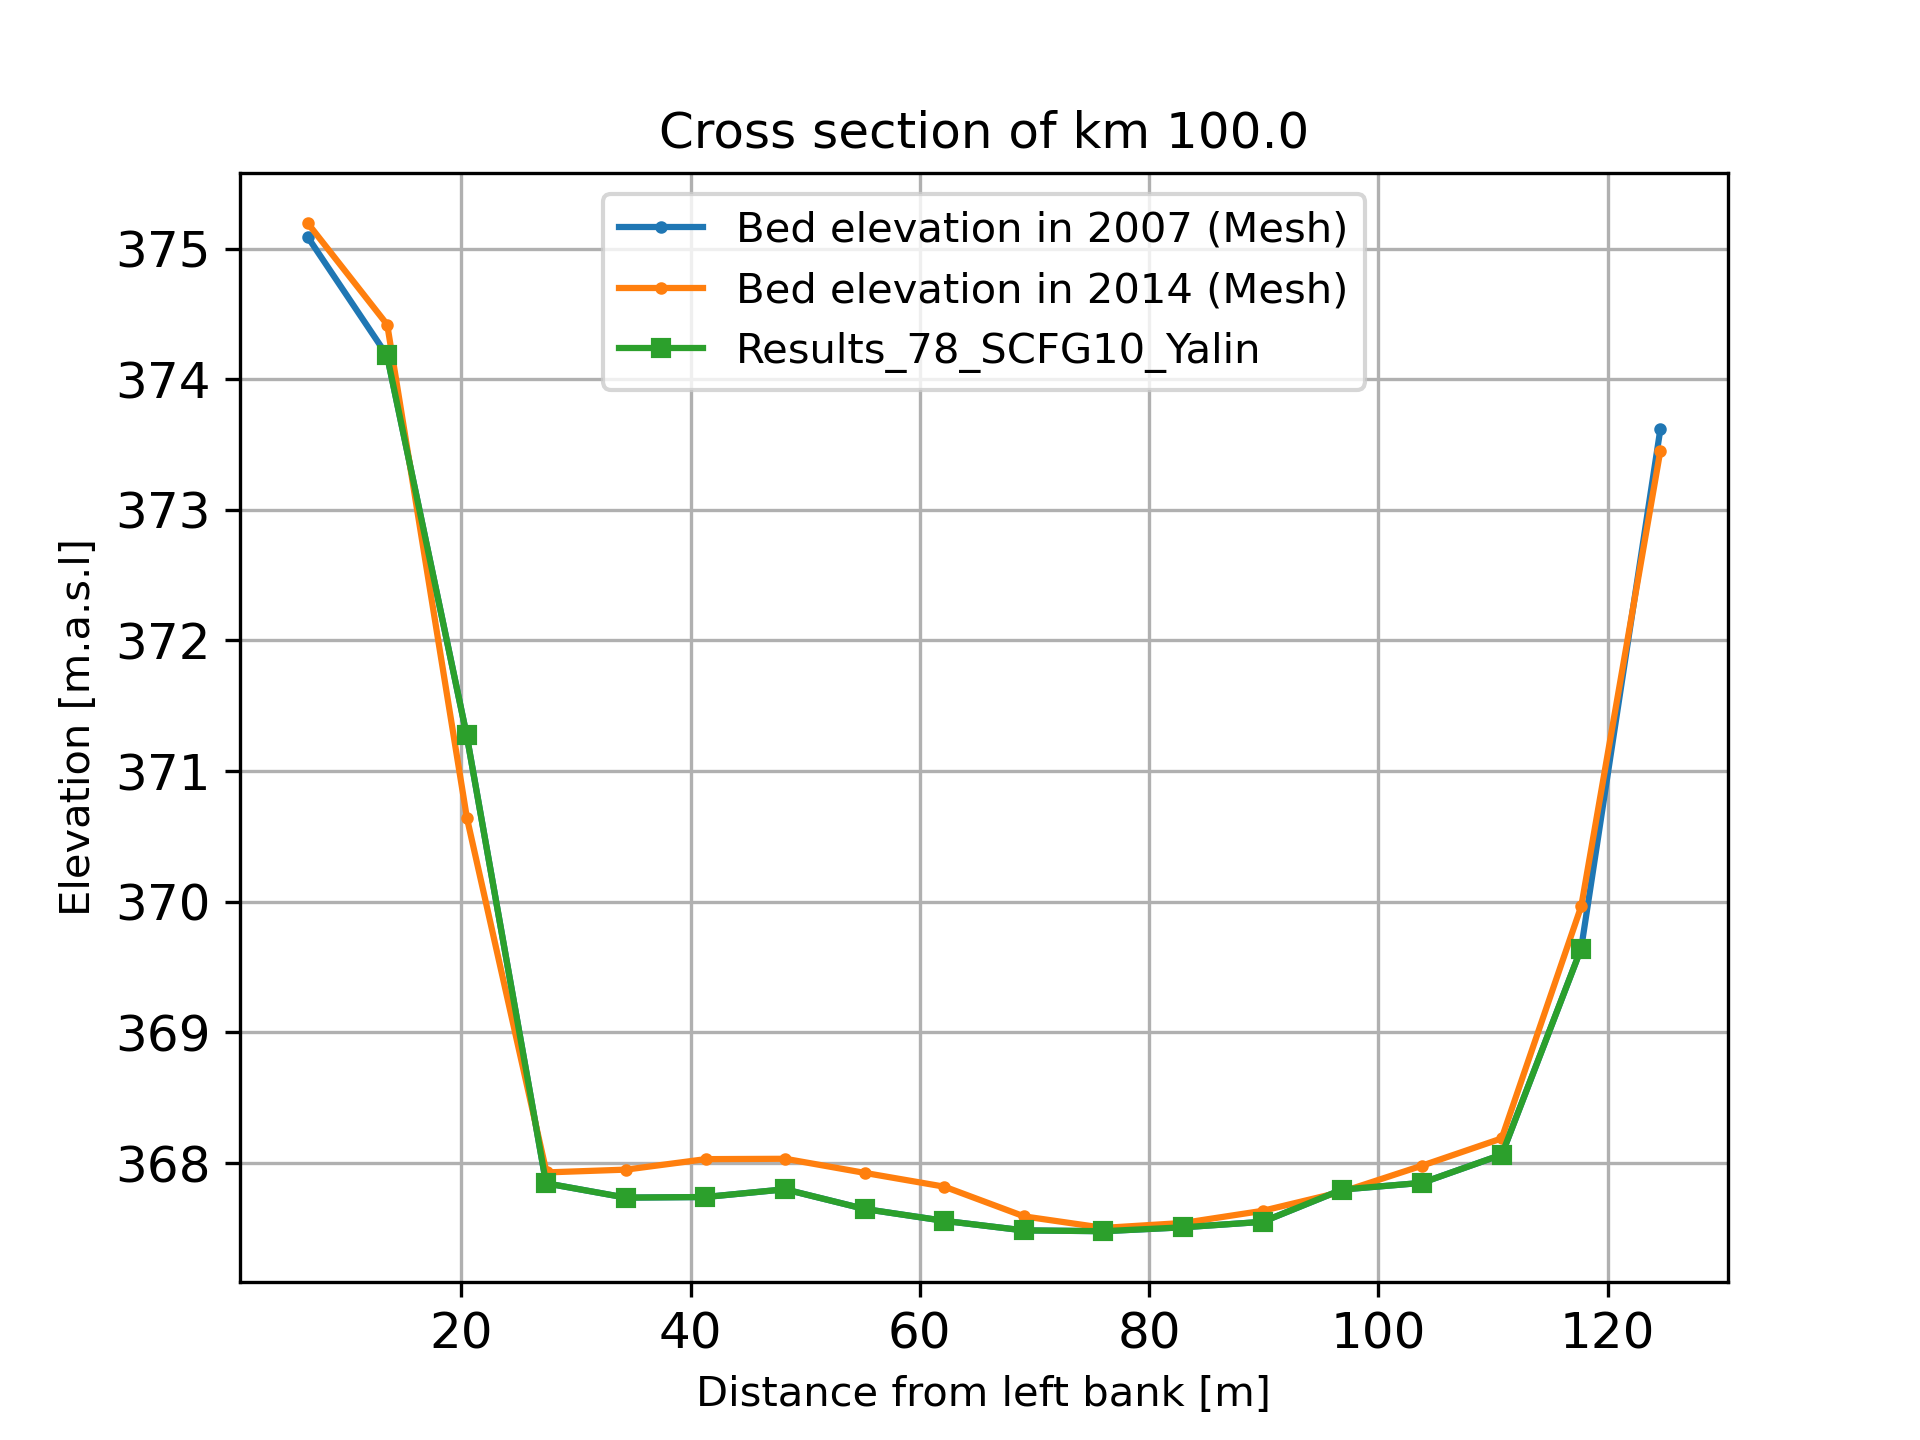 Cross section of km 100.0
Bed elevation in 2007 (Mesh)
Bed elevation in 2014 (Mesh)
Results_78_SCFG10_Yalin
375
374
373
372
371
370
369
368
Elevation [m.a.s.l]
20 40 60 80 100 120
Distance from left bank [m]